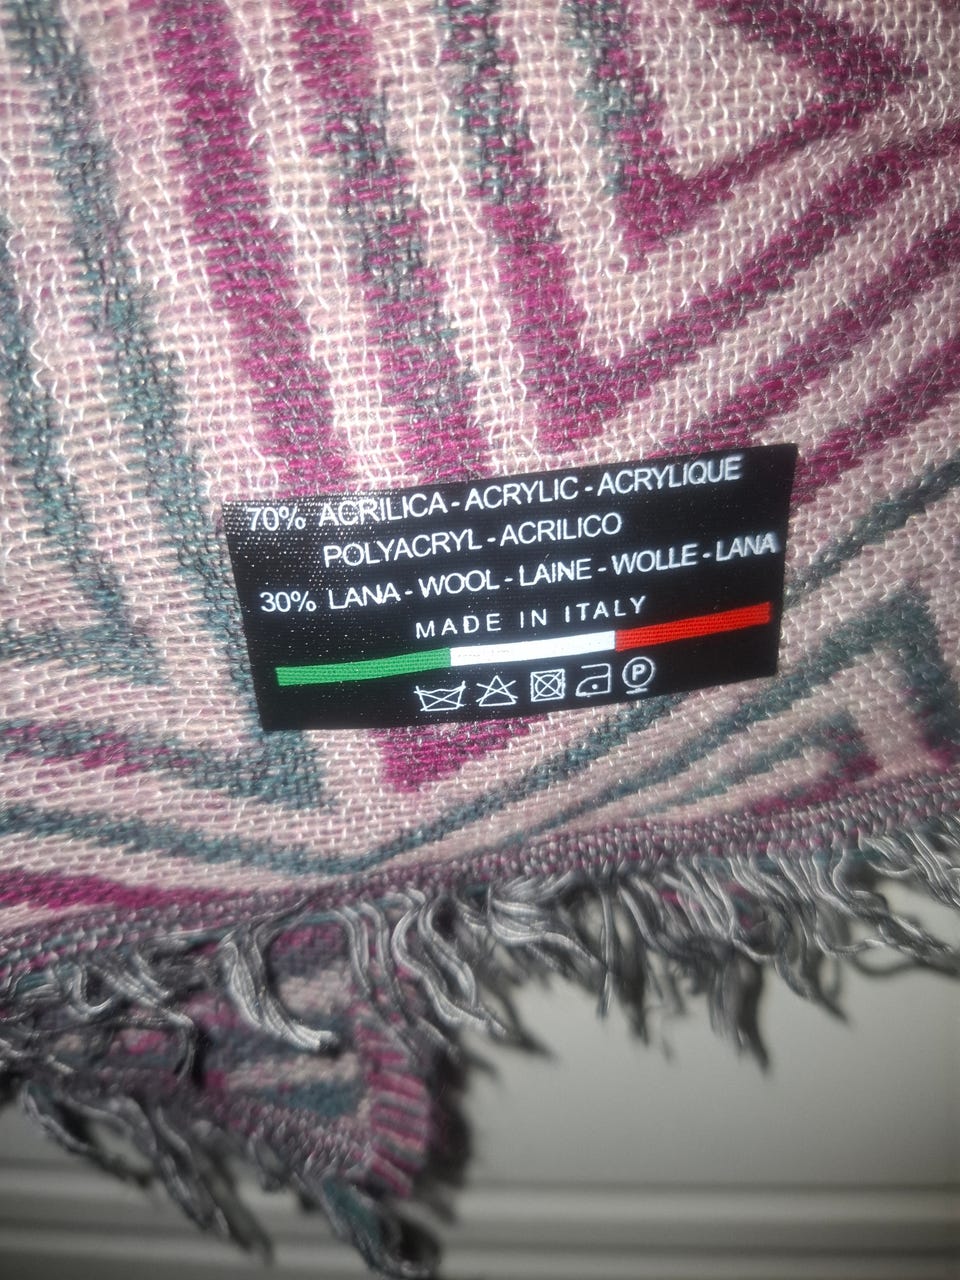 70% ACRILICA - ACRYLIC - ACRYLIQUE
POLYACRYL - ACRILICO
30% LANA - WOOL - LAINE - WOLLE - LANA
MADE IN ITALY
P